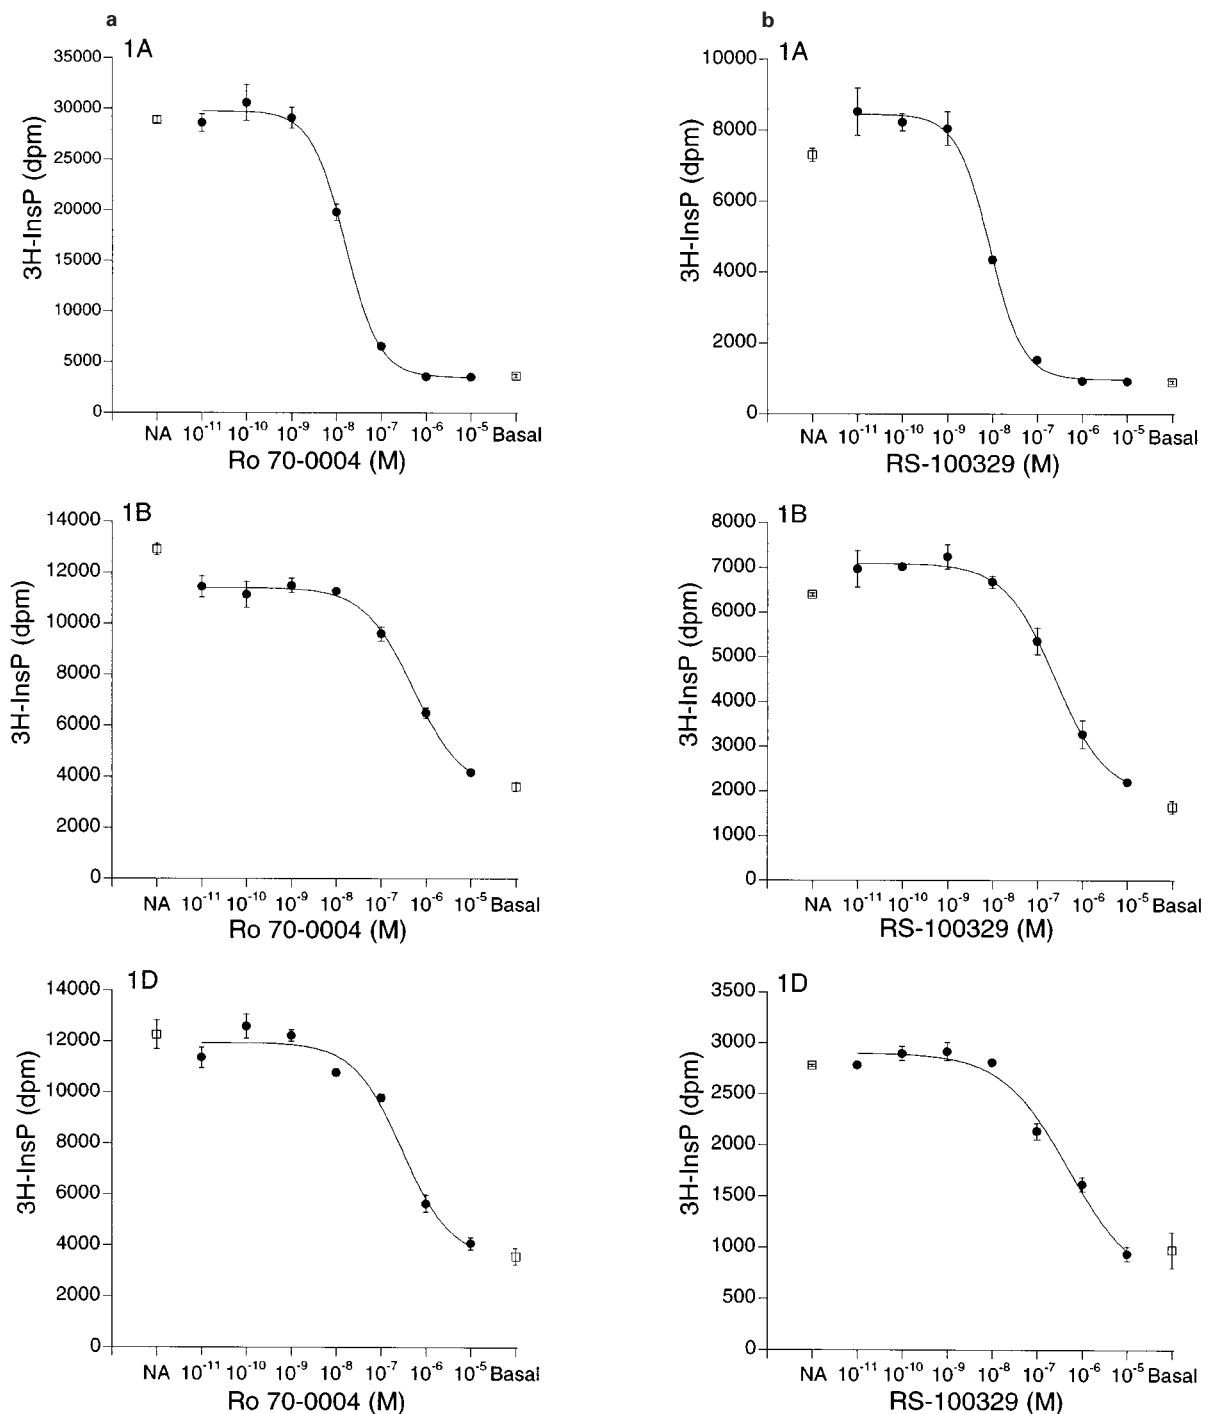 a
b
1A
35000
30000
25000
20000
15000
10000
5000
0
3H-InsP (dpm)
NA 10⁻¹¹ 10⁻¹⁰ 10⁻⁹ 10⁻⁸ 10⁻⁷ 10⁻⁶ 10⁻⁵ Basal
Ro 70-0004 (M)
1A
10000
8000
6000
4000
2000
0
3H-InsP (dpm)
NA 10⁻¹¹ 10⁻¹⁰ 10⁻⁹ 10⁻⁸ 10⁻⁷ 10⁻⁶ 10⁻⁵ Basal
RS-100329 (M)
1B
14000
12000
10000
8000
6000
4000
2000
0
3H-InsP (dpm)
NA 10⁻¹¹ 10⁻¹⁰ 10⁻⁹ 10⁻⁸ 10⁻⁷ 10⁻⁶ 10⁻⁵ Basal
Ro 70-0004 (M)
1B
8000
7000
6000
5000
4000
3000
2000
1000
0
3H-InsP (dpm)
NA 10⁻¹¹ 10⁻¹⁰ 10⁻⁹ 10⁻⁸ 10⁻⁷ 10⁻⁶ 10⁻⁵ Basal
RS-100329 (M)
1D
14000
12000
10000
8000
6000
4000
2000
0
3H-InsP (dpm)
NA 10⁻¹¹ 10⁻¹⁰ 10⁻⁹ 10⁻⁸ 10⁻⁷ 10⁻⁶ 10⁻⁵ Basal
Ro 70-0004 (M)
1D
3500
3000
2500
2000
1500
1000
500
0
3H-InsP (dpm)
NA 10⁻¹¹ 10⁻¹⁰ 10⁻⁹ 10⁻⁸ 10⁻⁷ 10⁻⁶ 10⁻⁵ Basal
RS-100329 (M)